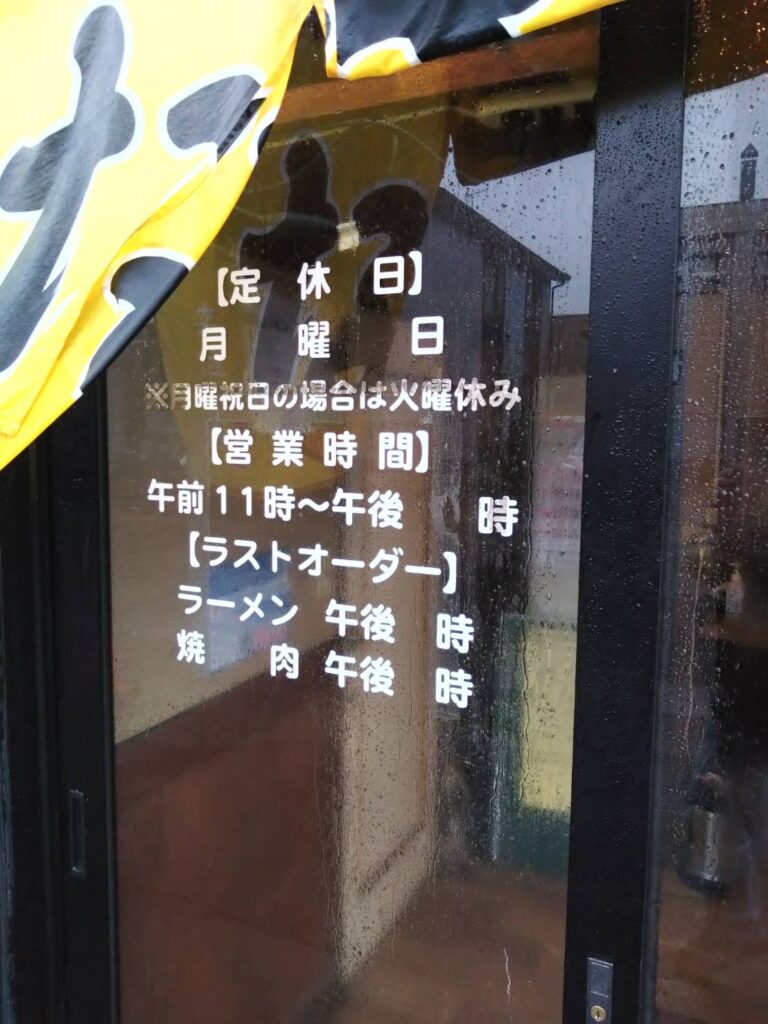 【定休日】
月曜日
※月曜祝日の場合は火曜休み
【営業時間】
午前11時〜午後　時
【ラストオーダー】
ラーメン 午後　時
焼肉 午後　時